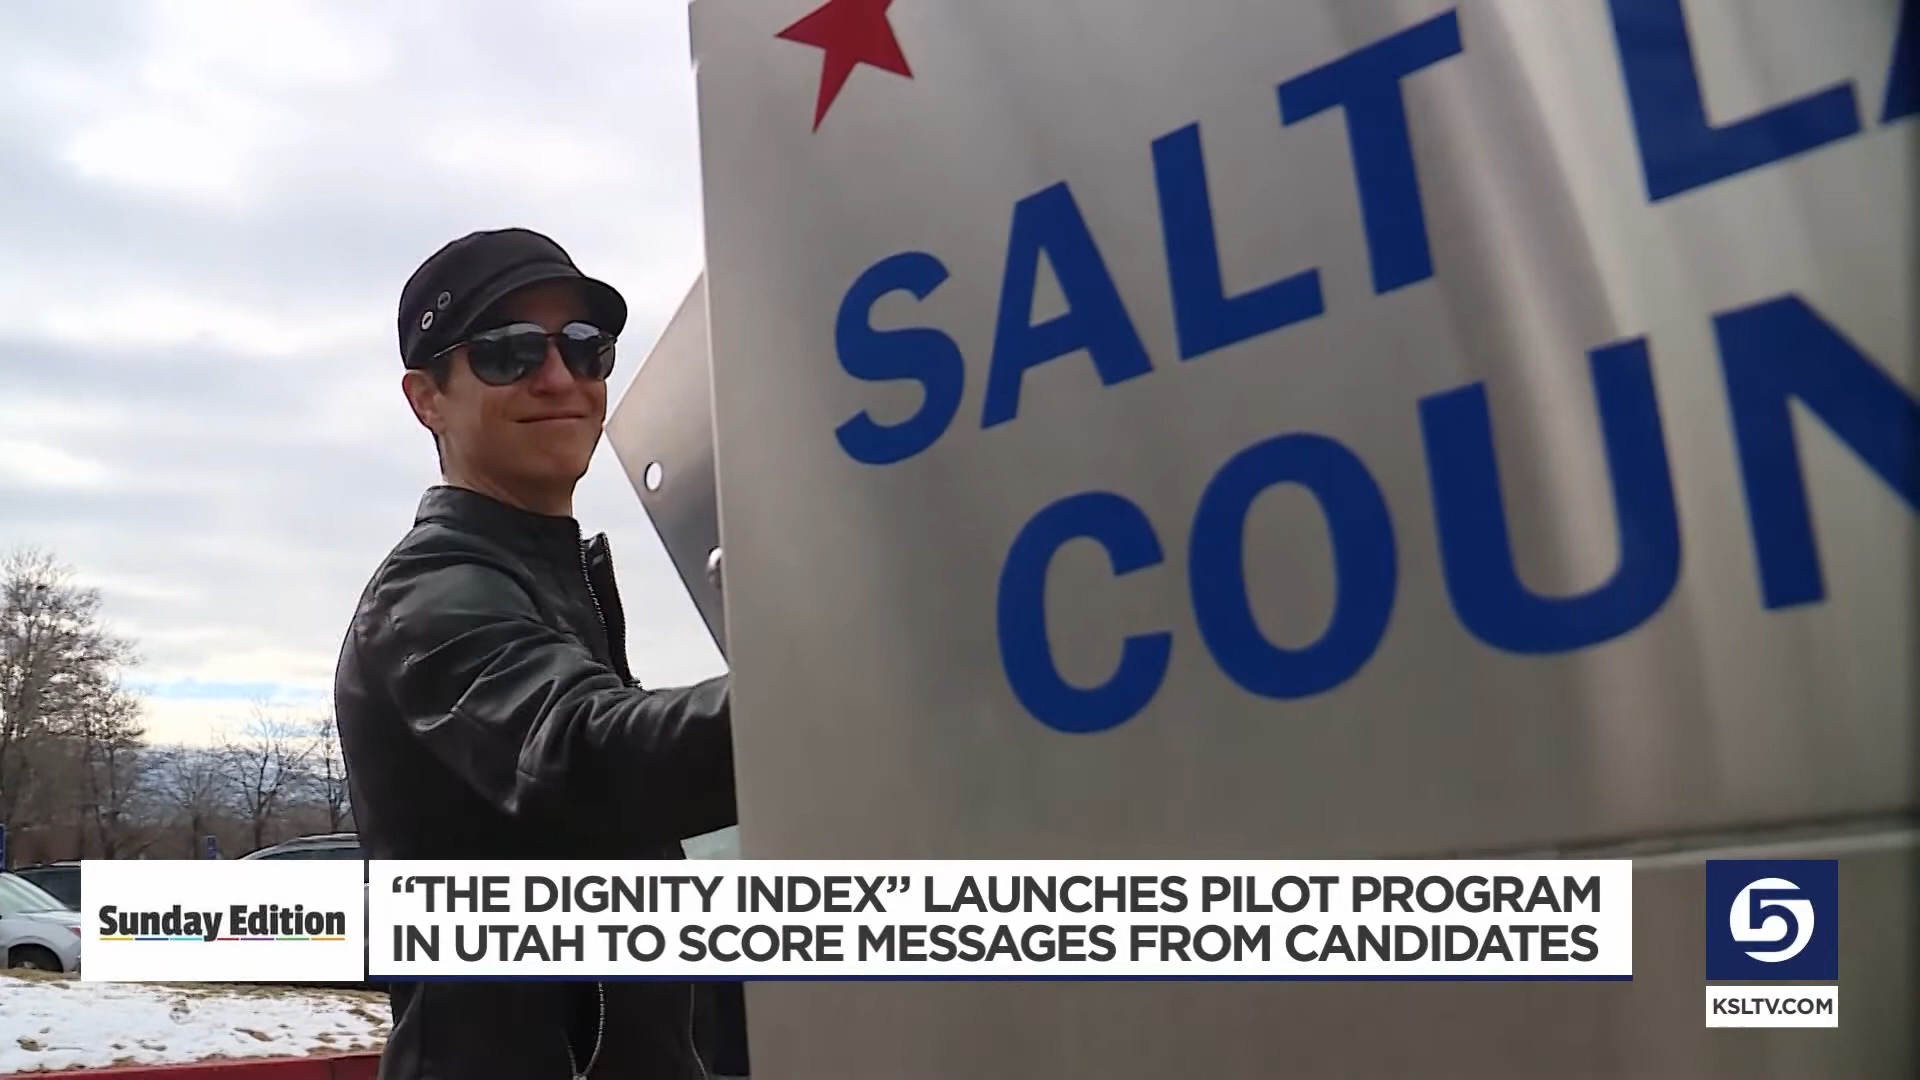 SALT LA
COUN
Sunday Edition
“THE DIGNITY INDEX” LAUNCHES PILOT PROGRAM
IN UTAH TO SCORE MESSAGES FROM CANDIDATES
5
KSLTV.COM